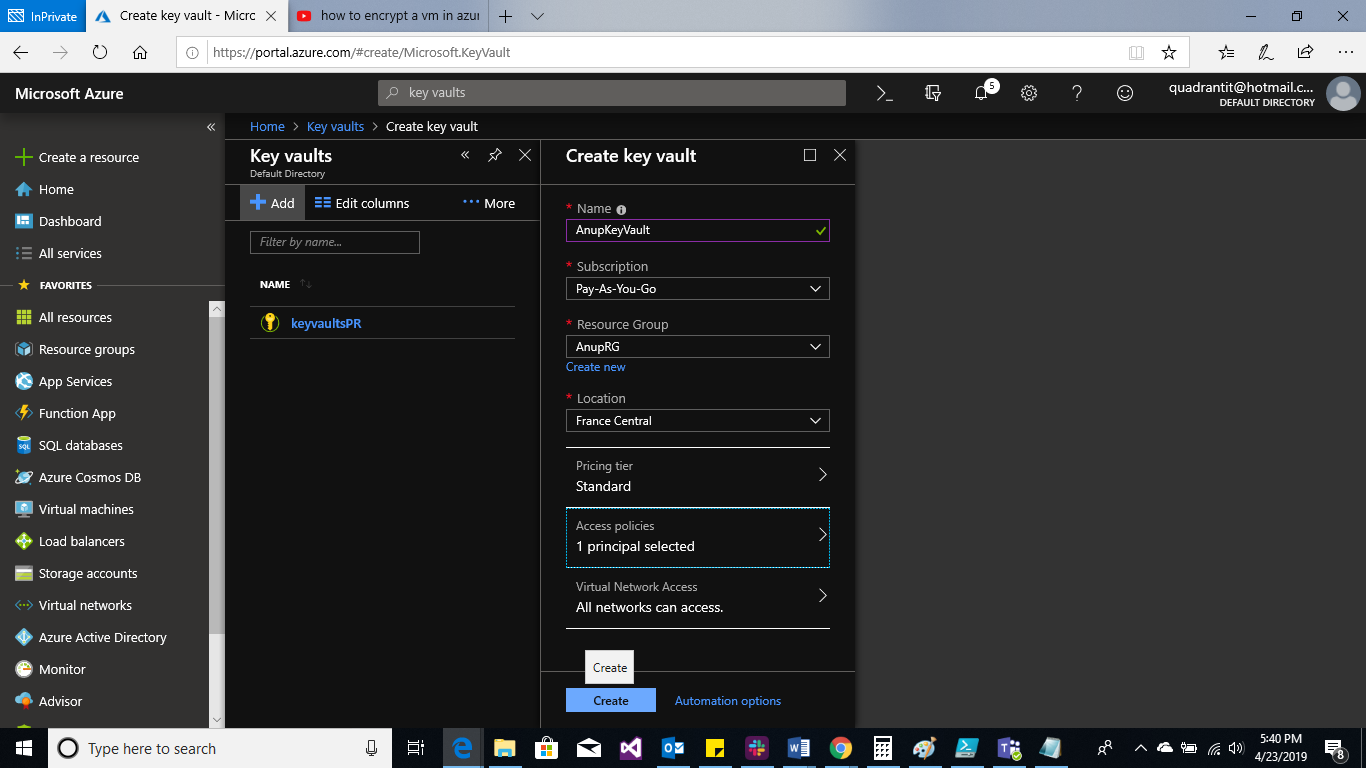 InPrivate
Create key vault - Micro
how to encrypt a vm in azur
https://portal.azure.com/#create/Microsoft.KeyVault
Microsoft Azure
key vaults
5
quadrantit@hotmail.c...
DEFAULT DIRECTORY
Create a resource
Home
Dashboard
All services
FAVORITES
All resources
Resource groups
App Services
Function App
SQL databases
Azure Cosmos DB
Virtual machines
Load balancers
Storage accounts
Virtual networks
Azure Active Directory
Monitor
Advisor
Home > Key vaults > Create key vault
Key vaults
Default Directory
Add Edit columns ··· More
Filter by name...
NAME
keyvaultsPR
Create key vault
* Name
AnupKeyVault
* Subscription
Pay-As-You-Go
* Resource Group
AnupRG
Create new
* Location
France Central
Pricing tier
Standard
Access policies
1 principal selected
Virtual Network Access
All networks can access.
Create
Create Automation options
Type here to search
5:40 PM
4/23/2019
8